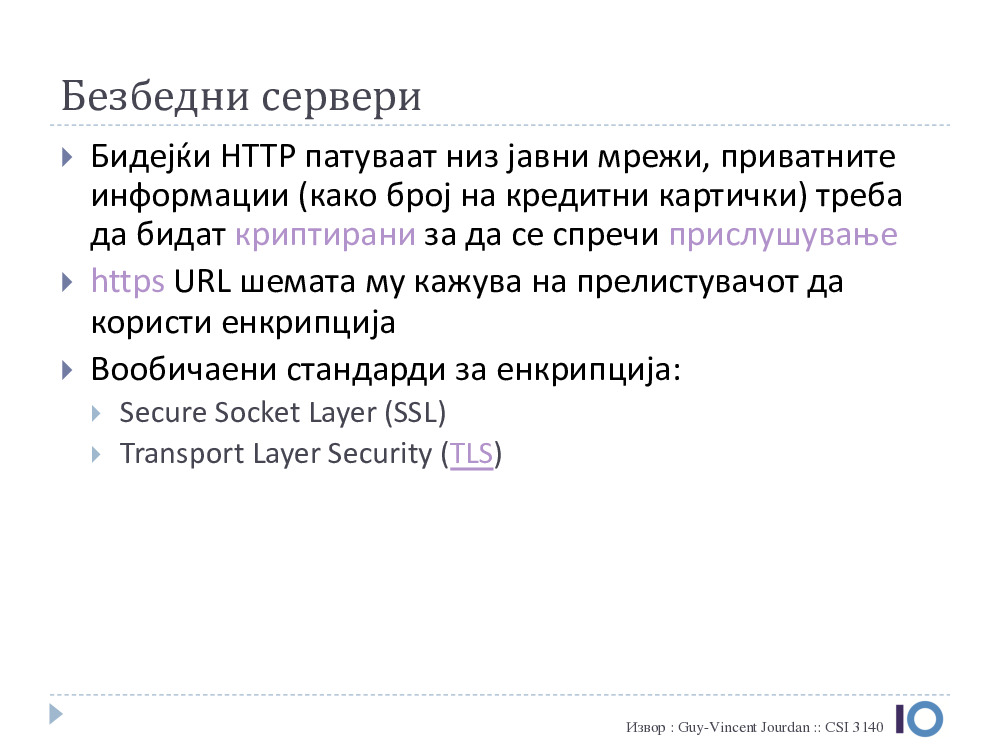 Безбедни сервери
Бидејќи HTTP патуваат низ јавни мрежи, приватните
информации (како број на кредитни картички) треба
да бидат криптирани за да се спречи прислушување
https URL шемата му кажува на прелистувачот да
користи енкрипција
Вообичаени стандарди за енкрипција:
Secure Socket Layer (SSL)
Transport Layer Security (TLS)
Извор : Guy-Vincent Jourdan :: CSI 3140